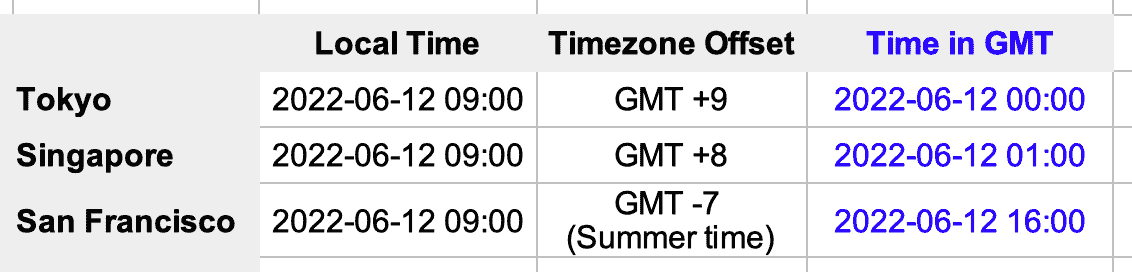 Local Time Timezone Offset Time in GMT
Tokyo 2022-06-12 09:00 GMT +9 2022-06-12 00:00
Singapore 2022-06-12 09:00 GMT +8 2022-06-12 01:00
San Francisco 2022-06-12 09:00 GMT -7 2022-06-12 16:00
(Summer time)